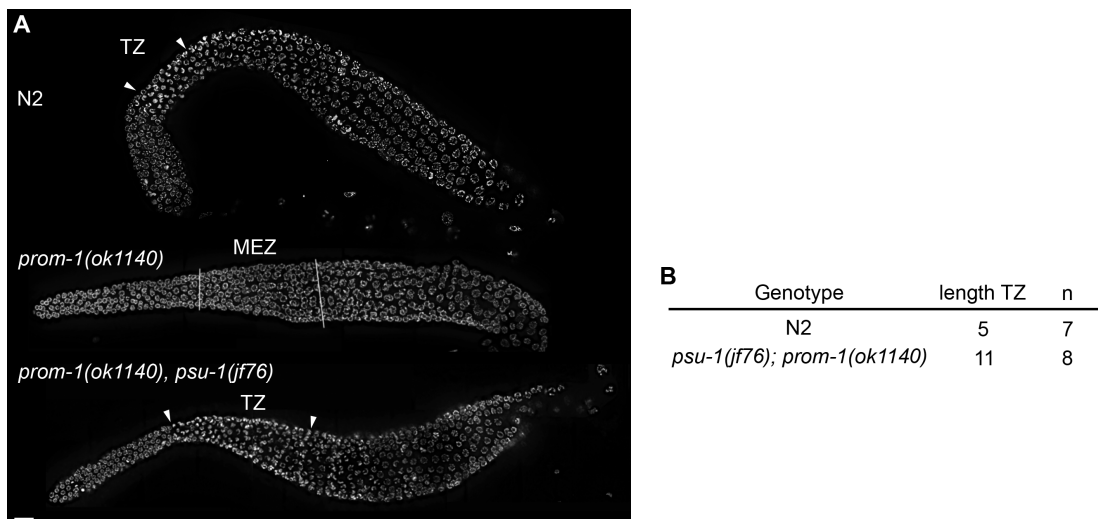 A
TZ
N2
MEZ
prom-1(ok1140)
prom-1(ok1140), psu-1(jf76)
TZ
B
Genotype length TZ n
N2 5 7
psu-1(jf76); prom-1(ok1140) 11 8